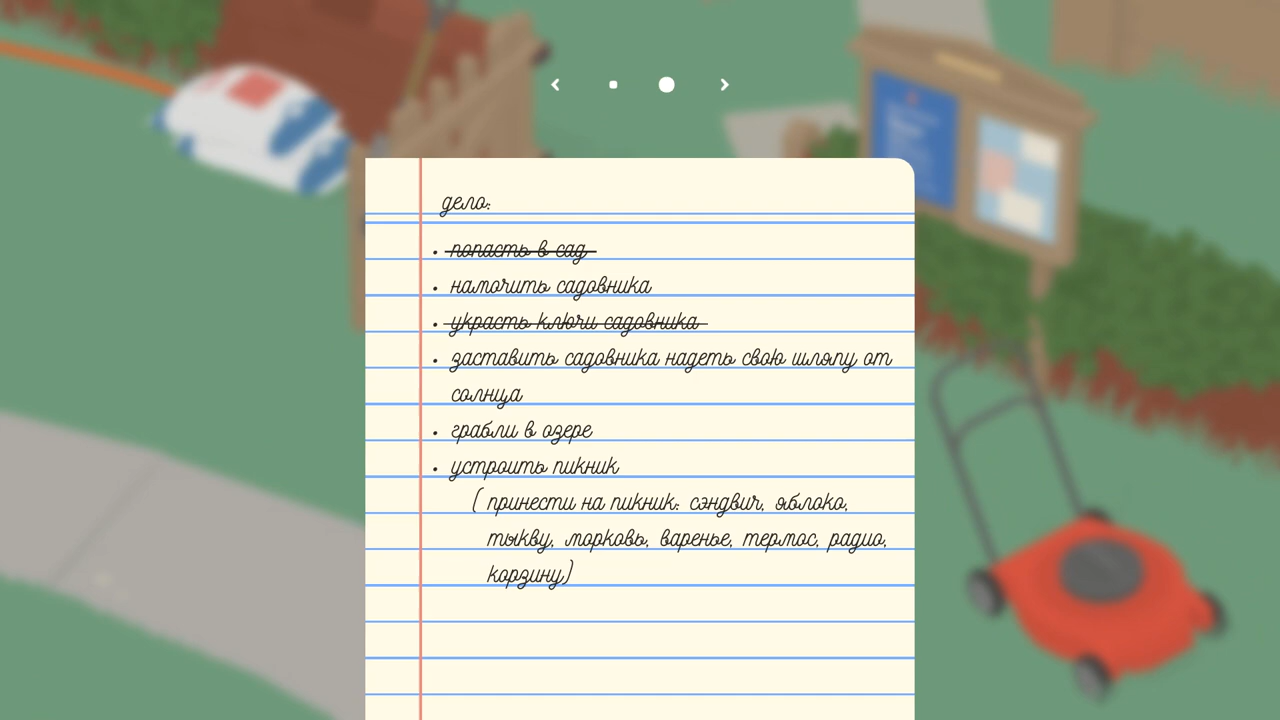 дело:
• попасть в сад
• намочить садовника
• украсть ключи садовника
• заставить садовника надеть свою шляпу от
солнца
• грабли в озере
• устроить пикник
( принести на пикник: сэндвич, яблоко,
тыкву, морковь, варенье, термос, радио,
корзину)